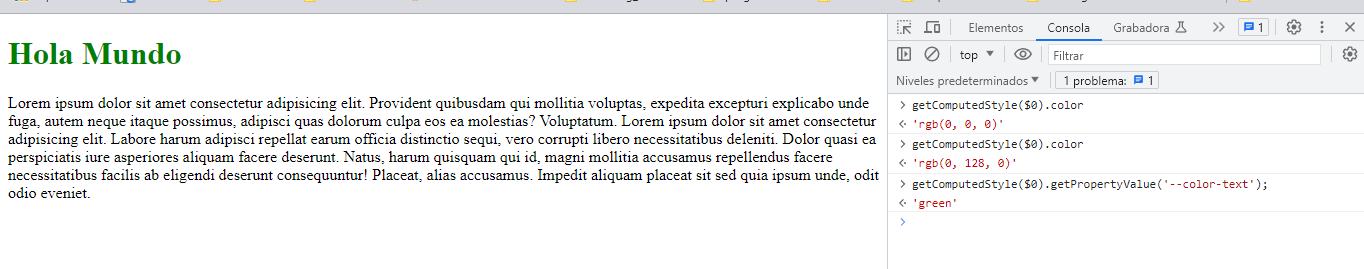 Hola Mundo
Lorem ipsum dolor sit amet consectetur adipisicing elit. Provident quibusdam qui mollitia voluptas, expedita excepturi explicabo unde
fuga, autem neque itaque possimus, adipisci quas dolorum culpa eos ea molestias? Voluptatum. Lorem ipsum dolor sit amet consectetur
adipisicing elit. Labore harum adipisci repellat earum officia distinctio sequi, vero corrupti libero necessitatibus deleniti. Dolor quasi ea
perspiciatis iure asperiores aliquam facere deserunt. Natus, harum quisquam qui id, magni mollitia accusamus repellendus facere
necessitatibus facilis ab eligendi deserunt consequuntur! Placeat, alias accusamus. Impedit aliquam placeat sit sed quia ipsum unde, odit
odio eveniet.
Elementos Consola Grabadora 1
top Filtrar
Niveles predeterminados 1 problema: 1
getComputedStyle($0).color
'rgb(0, 0, 0)'
getComputedStyle($0).color
'rgb(0, 128, 0)'
getComputedStyle($0).getPropertyValue('--color-text');
'green'